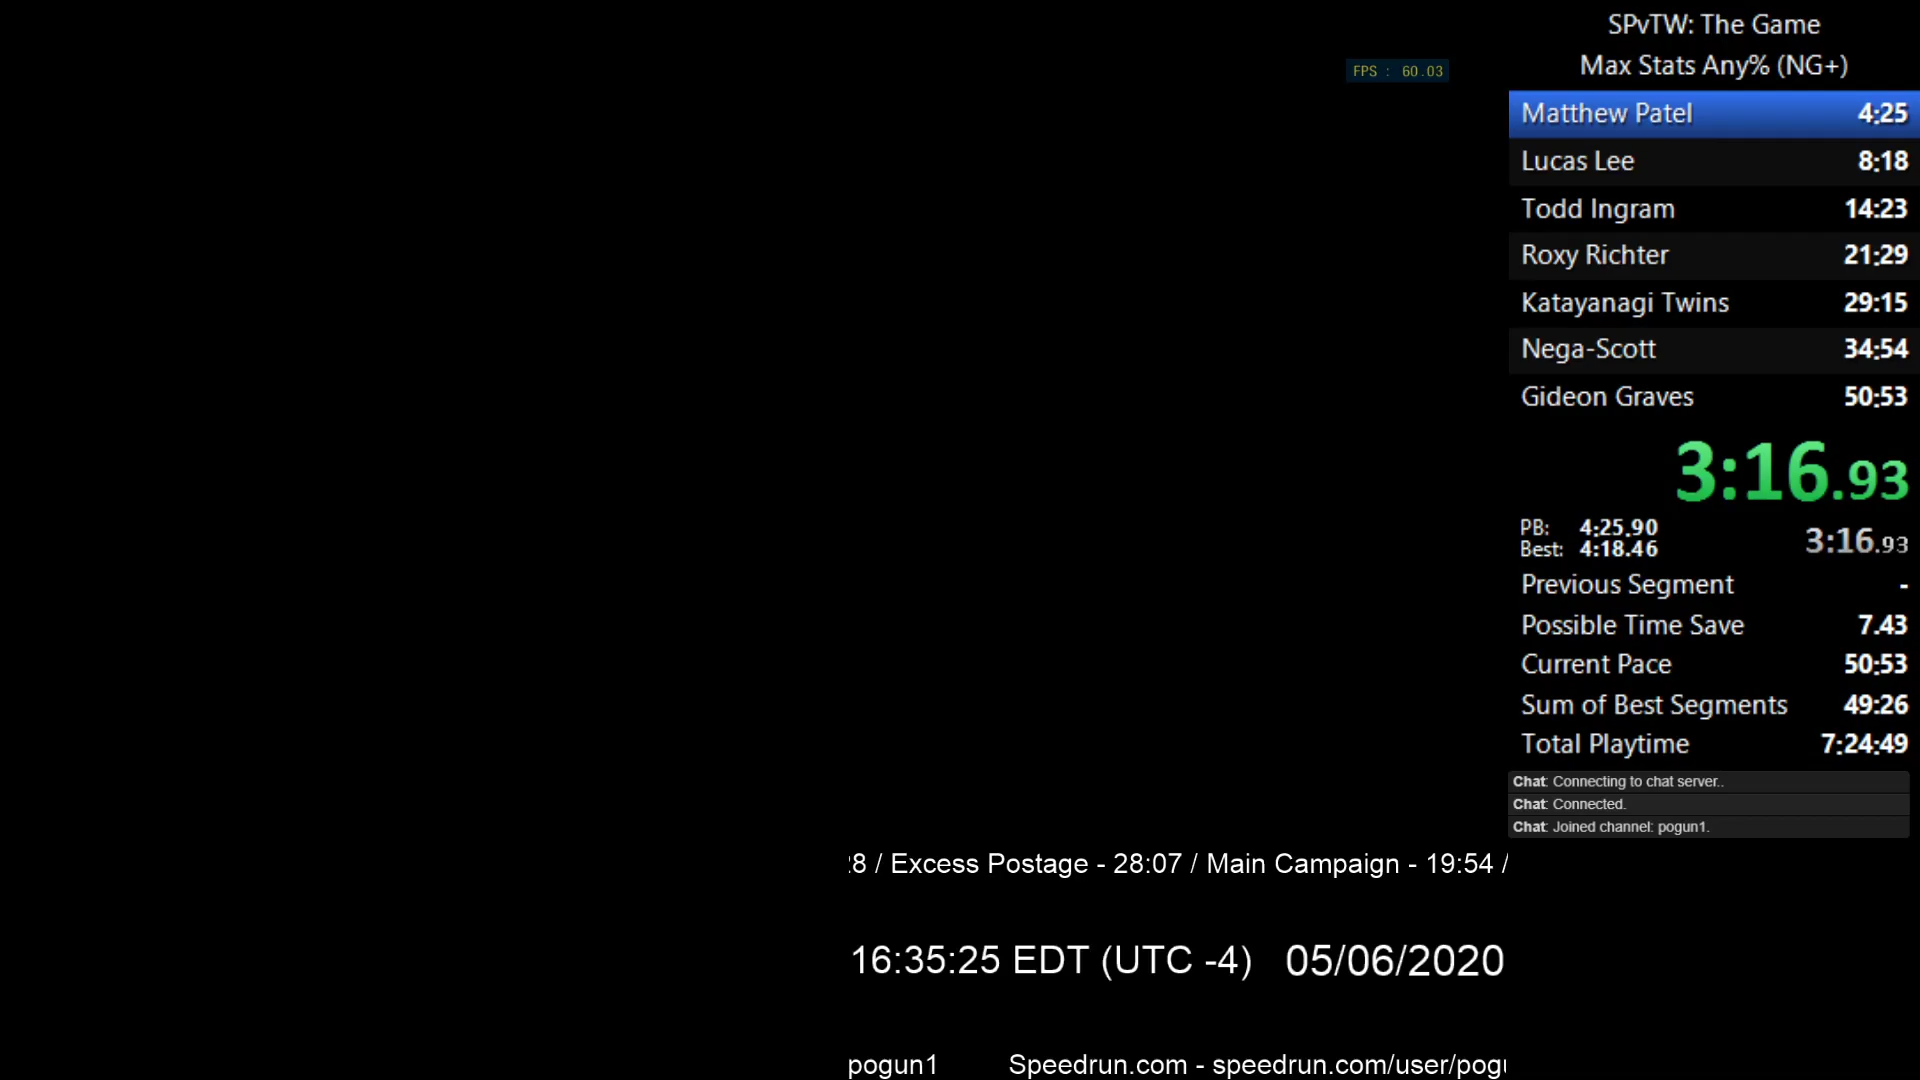 SPvTW: The Game
Max Stats Any% (NG+)
FPS : 60.03
Matthew Patel 4:25
Lucas Lee 8:18
Todd Ingram 14:23
Roxy Richter 21:29
Katayanagi Twins 29:15
Nega-Scott 34:54
Gideon Graves 50:53
3:16.93
PB: 4:25.90
Best: 4:18.46
3:16.93
Previous Segment -
Possible Time Save 7.43
Current Pace 50:53
Sum of Best Segments 49:26
Total Playtime 7:24:49
Chat: Connecting to chat server..
Chat: Connected.
Chat: Joined channel: pogun1.
8 / Excess Postage - 28:07 / Main Campaign - 19:54 /
16:35:25 EDT (UTC -4) 05/06/2020
pogun1 Speedrun.com - speedrun.com/user/pog